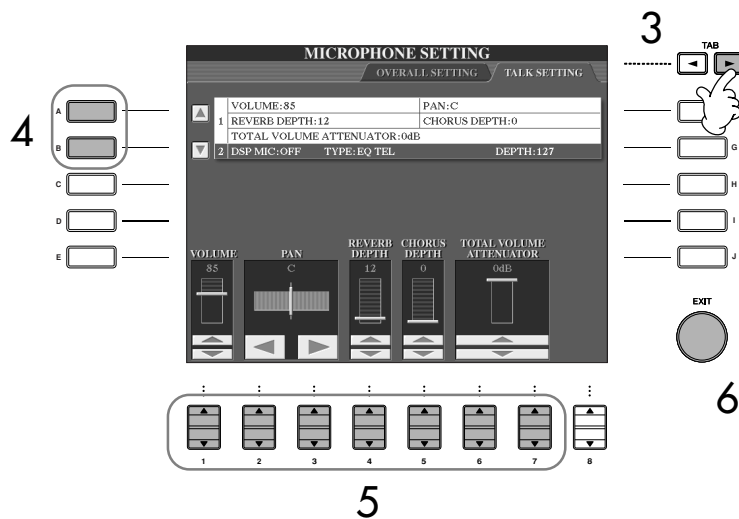 3
TAB
MICROPHONE SETTING
OVERALL SETTING TALK SETTING
4
A
B
C
D
E
1 VOLUME:85 PAN:C
REVERB DEPTH:12 CHORUS DEPTH:0
TOTAL VOLUME ATTENUATOR:0dB
2 DSP MIC:OFF TYPE:EQ TEL DEPTH:127
G
H
I
J
VOLUME PAN REVERB DEPTH CHORUS DEPTH TOTAL VOLUME ATTENUATOR
85 C 12 0 0dB
EXIT
6
1 2 3 4 5 6 7 8
5